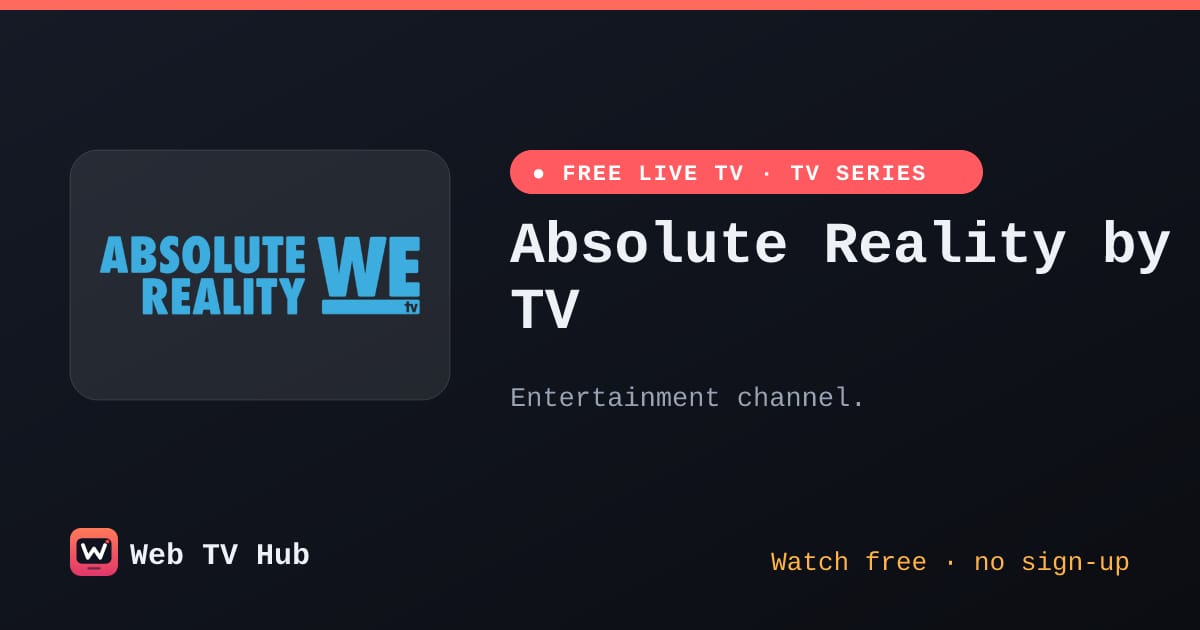 ABSOLUTE
REALITY
WE
tv
● FREE LIVE TV · TV SERIES
Absolute Reality by
TV
Entertainment channel.
W
Web TV Hub
Watch free · no sign-up